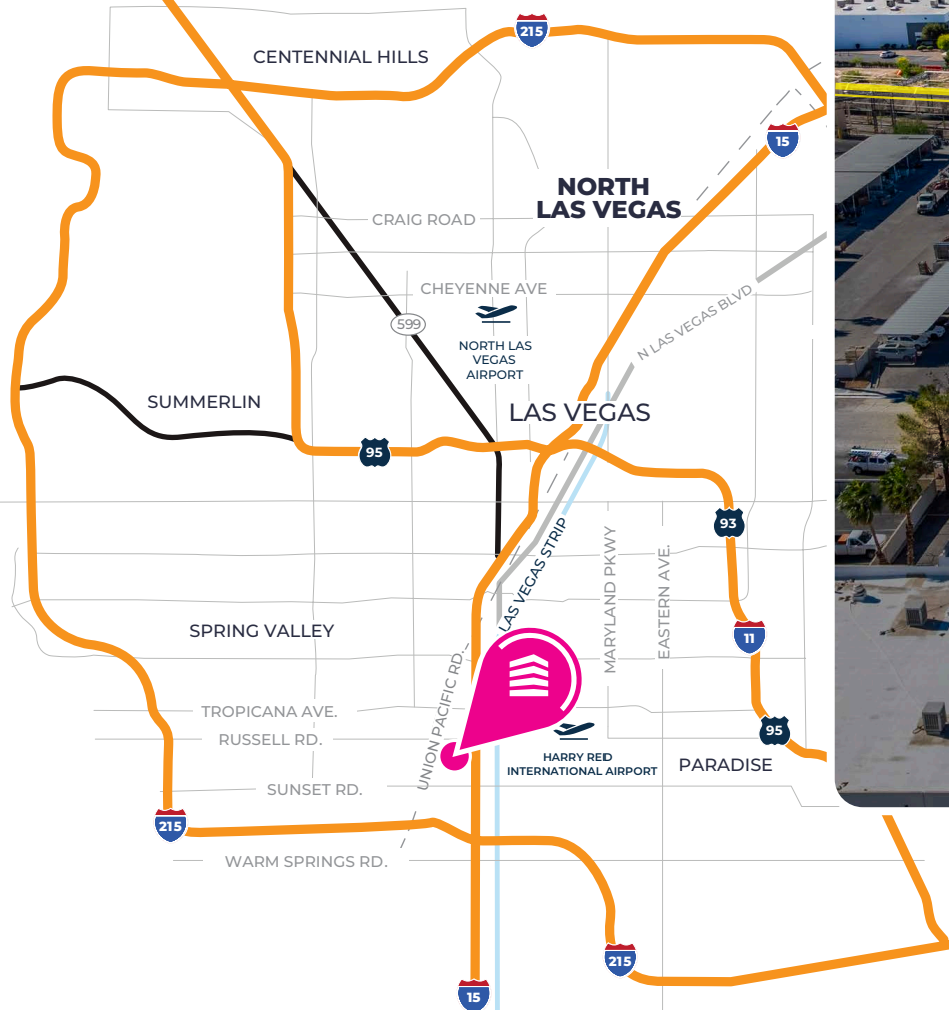 215
CENTENNIAL HILLS
15
NORTH
LAS VEGAS
CRAIG ROAD
CHEYENNE AVE
N LAS VEGAS BLVD
599
NORTH LAS
VEGAS
AIRPORT
SUMMERLIN
LAS VEGAS
95
93
LAS VEGAS STRIP
MARYLAND PKWY
EASTERN AVE.
11
SPRING VALLEY
UNION PACIFIC RD.
TROPICANA AVE.
RUSSELL RD.
95
HARRY REID
INTERNATIONAL AIRPORT
PARADISE
SUNSET RD.
215
WARM SPRINGS RD.
215
15